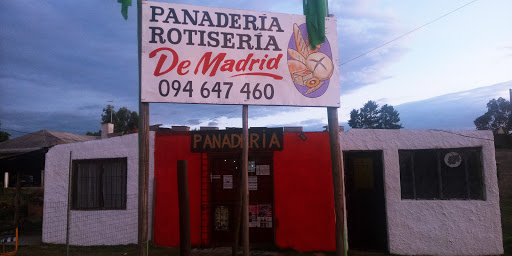 PANADERÍA
ROTISERÍA
De Madrid
094 647 460
PANADERIA